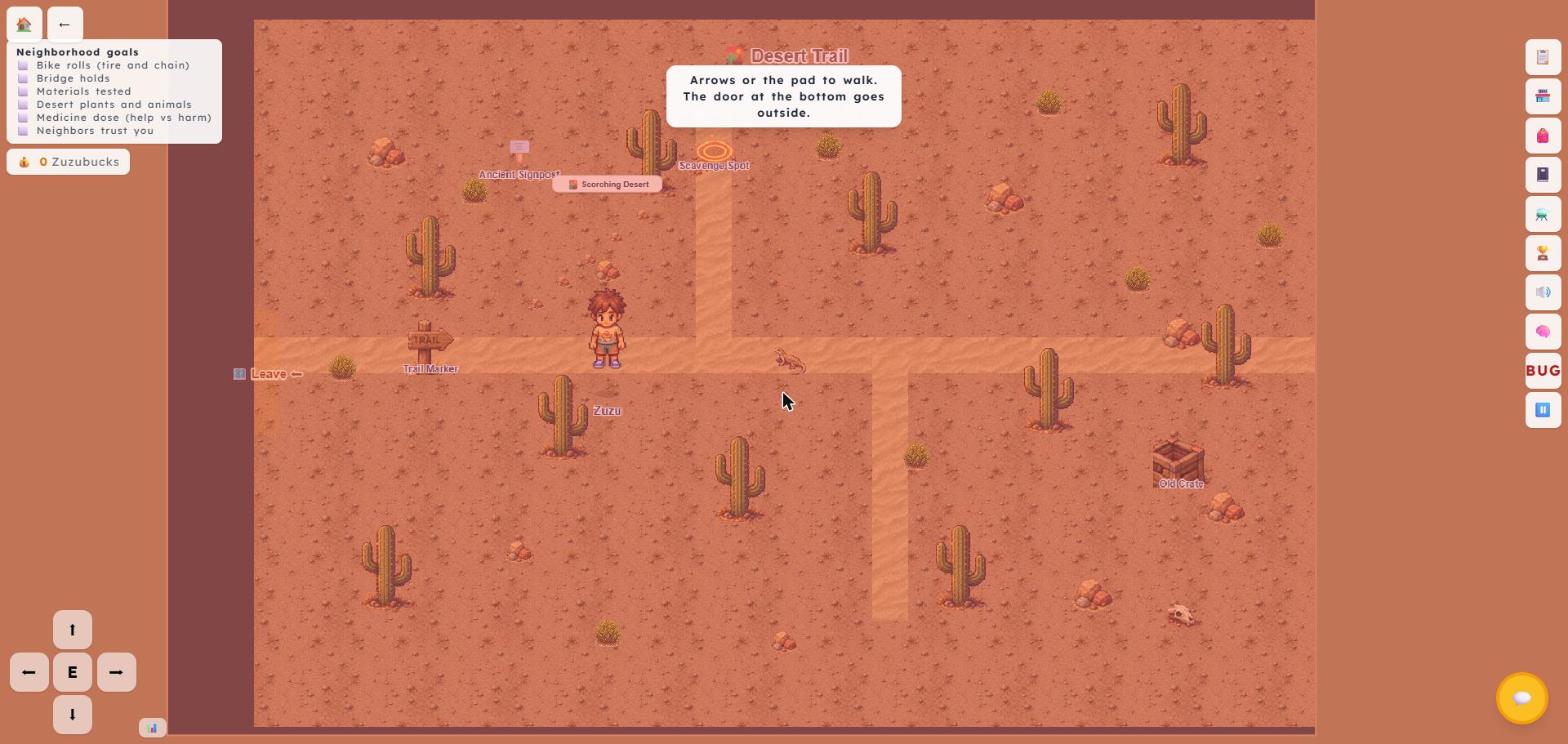 Neighborhood goals
Bike rolls (tire and chain)
Bridge holds
Materials tested
Desert plants and animals
Medicine dose (help vs harm)
Neighbors trust you
0 Zuzubucks
Desert Trail
Arrows or the pad to walk.
The door at the bottom goes
outside.
Ancient Signpost
Scavenge Spot
Scorching Desert
TRAIL
Trail Marker
Leave ←
Zuzu
Old Crate
BUG
E